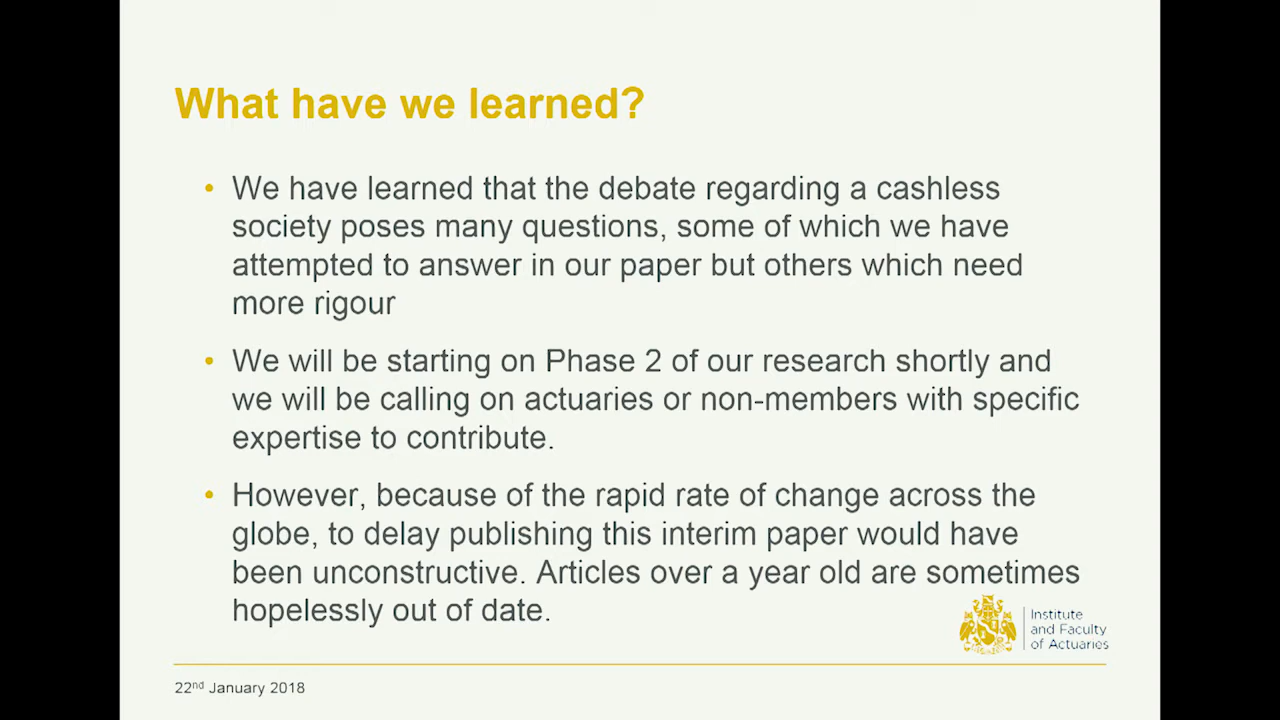 What have we learned?
• We have learned that the debate regarding a cashless
society poses many questions, some of which we have
attempted to answer in our paper but others which need
more rigour
• We will be starting on Phase 2 of our research shortly and
we will be calling on actuaries or non-members with specific
expertise to contribute.
• However, because of the rapid rate of change across the
globe, to delay publishing this interim paper would have
been unconstructive. Articles over a year old are sometimes
hopelessly out of date.
Institute
and Faculty
of Actuaries
22nd January 2018